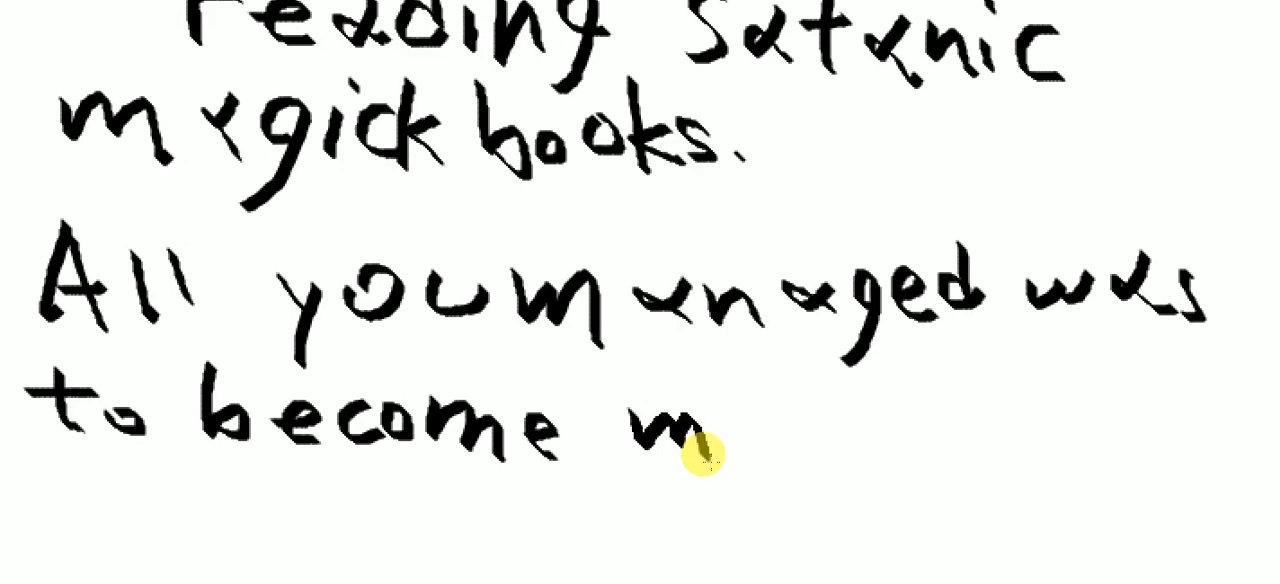 reading satanic
magick books.
All you managed was
to become m